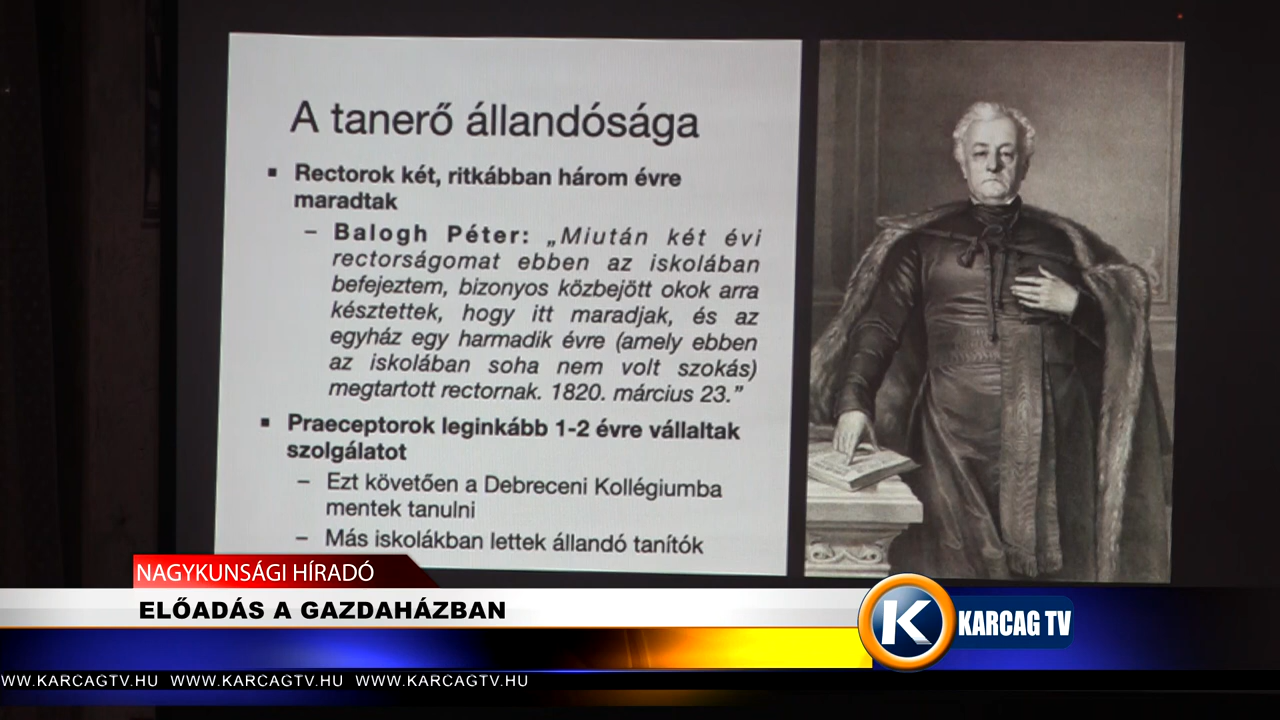 A tanerő állandósága
▪ Rectorok két, ritkábban három évre
maradtak
– Balogh Péter: „Miután két évi
rectorságomat ebben az iskolában
befejeztem, bizonyos közbejött okok arra
késztettek, hogy itt maradjak, és az
egyház egy harmadik évre (amely ebben
az iskolában soha nem volt szokás)
megtartott rectornak. 1820. március 23.”
▪ Praeceptorok leginkább 1-2 évre vállaltak
szolgálatot
– Ezt követően a Debreceni Kollégiumba
mentek tanulni
– Más iskolákban lettek állandó tanítók
NAGYKUNSÁGI HÍRADÓ
ELŐADÁS A GAZDAHÁZBAN
K KARCAG TV
WW.KARCAGTV.HU WWW.KARCAGTV.HU WWW.KARCAGTV.HU